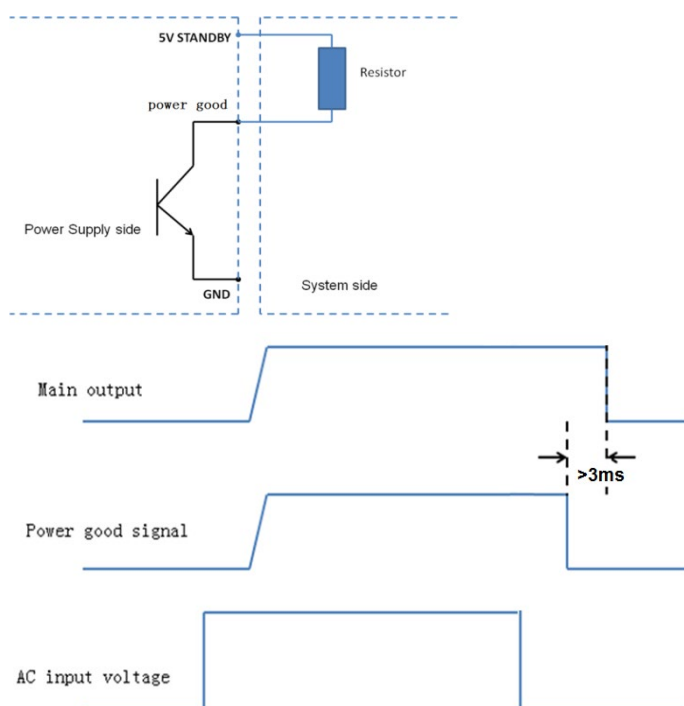 5V STANDBY
Resistor
power good
Power Supply side
GND
System side
Main output
>3ms
Power good signal
AC input voltage